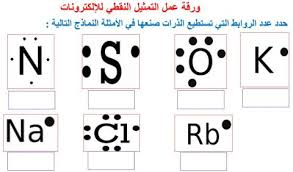 ورقة عمل التمثيل النقطي للإلكترونات
حدد عدد الروابط التي تستطيع الذرات صنعها في الأمثلة النماذج التالية :
N S O K
Na Cl Rb